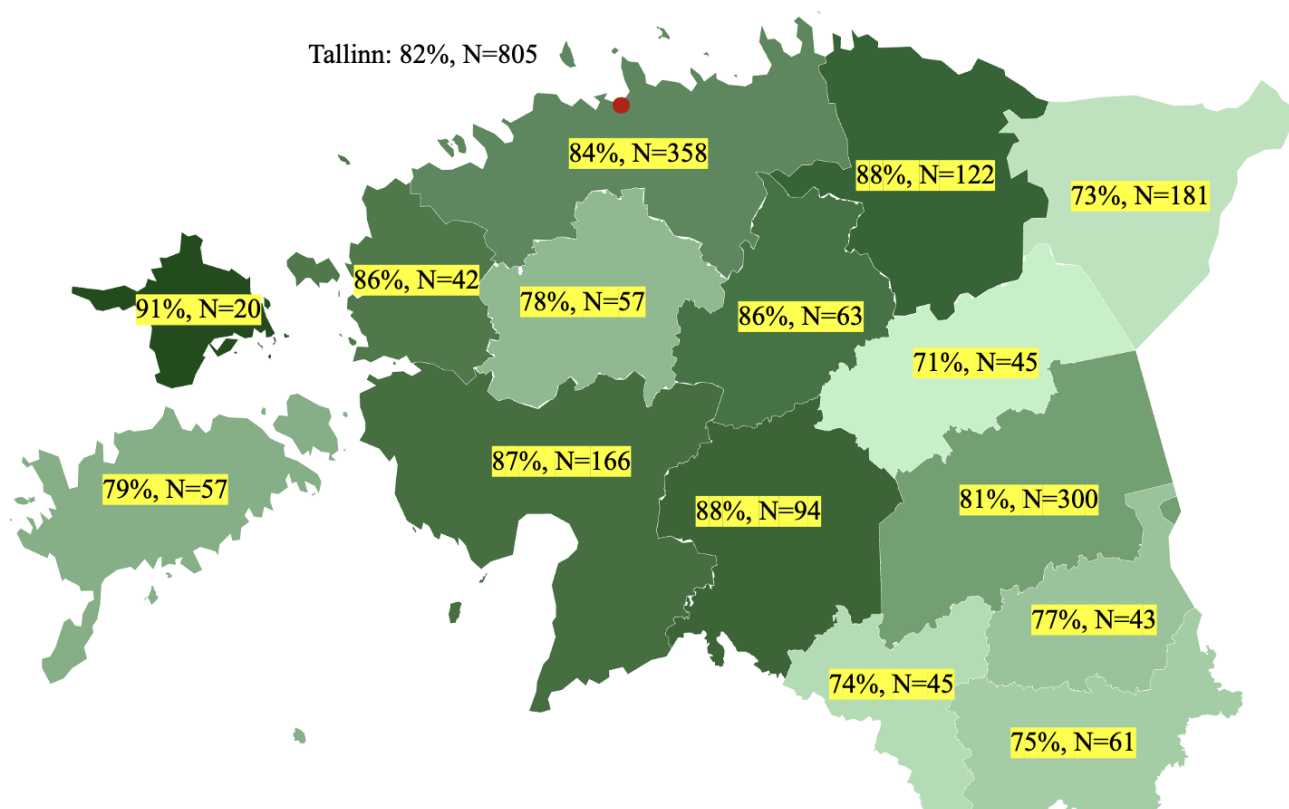 Tallinn: 82%, N=805
84%, N=358
88%, N=122
73%, N=181
86%, N=42
91%, N=20
78%, N=57
86%, N=63
71%, N=45
87%, N=166
79%, N=57
88%, N=94
81%, N=300
77%, N=43
74%, N=45
75%, N=61